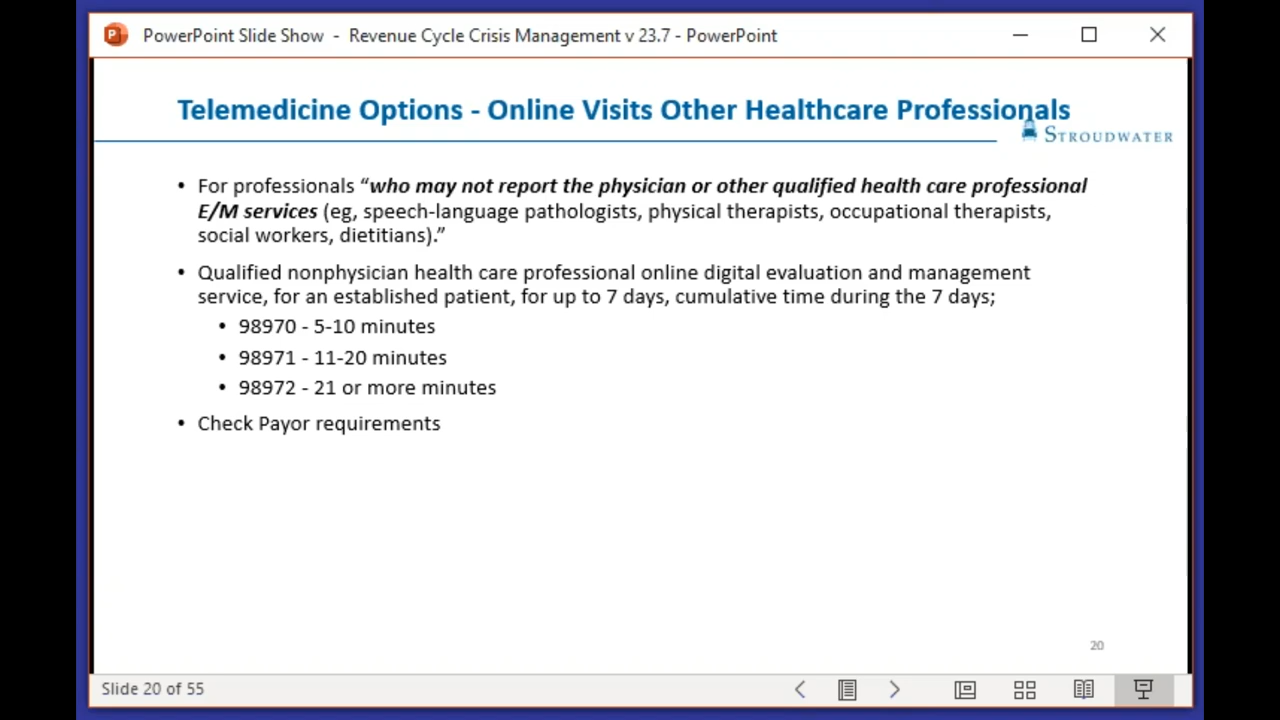 PowerPoint Slide Show - Revenue Cycle Crisis Management v 23.7 - PowerPoint
Telemedicine Options - Online Visits Other Healthcare Professionals
STROUDWATER
• For professionals “who may not report the physician or other qualified health care professional
E/M services (eg, speech-language pathologists, physical therapists, occupational therapists,
social workers, dietitians).”
• Qualified nonphysician health care professional online digital evaluation and management
service, for an established patient, for up to 7 days, cumulative time during the 7 days;
• 98970 - 5-10 minutes
• 98971 - 11-20 minutes
• 98972 - 21 or more minutes
• Check Payor requirements
20
Slide 20 of 55